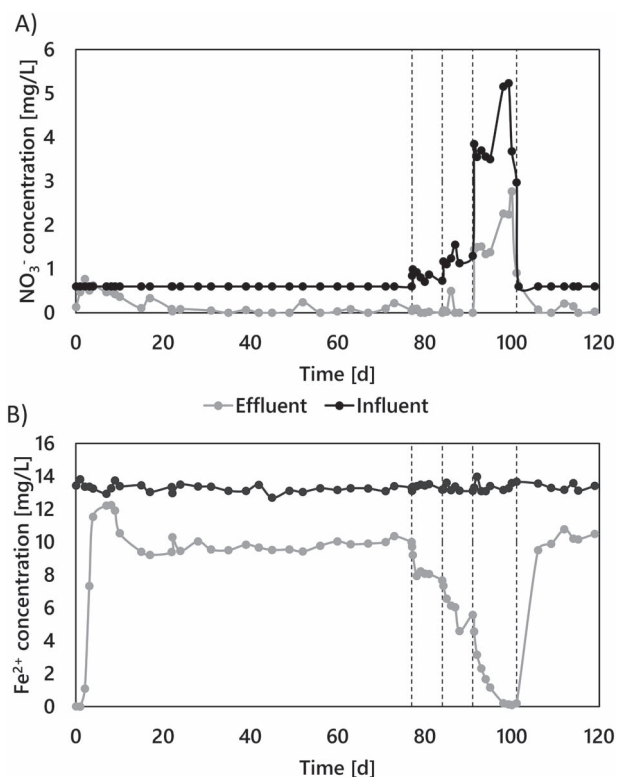 A)
NO₃⁻ concentration [mg/L]
6
5
4
3
2
1
0
0 20 40 60 80 100 120
Time [d]
Effluent Influent
B)
Fe²⁺ concentration [mg/L]
16
14
12
10
8
6
4
2
0
0 20 40 60 80 100 120
Time [d]